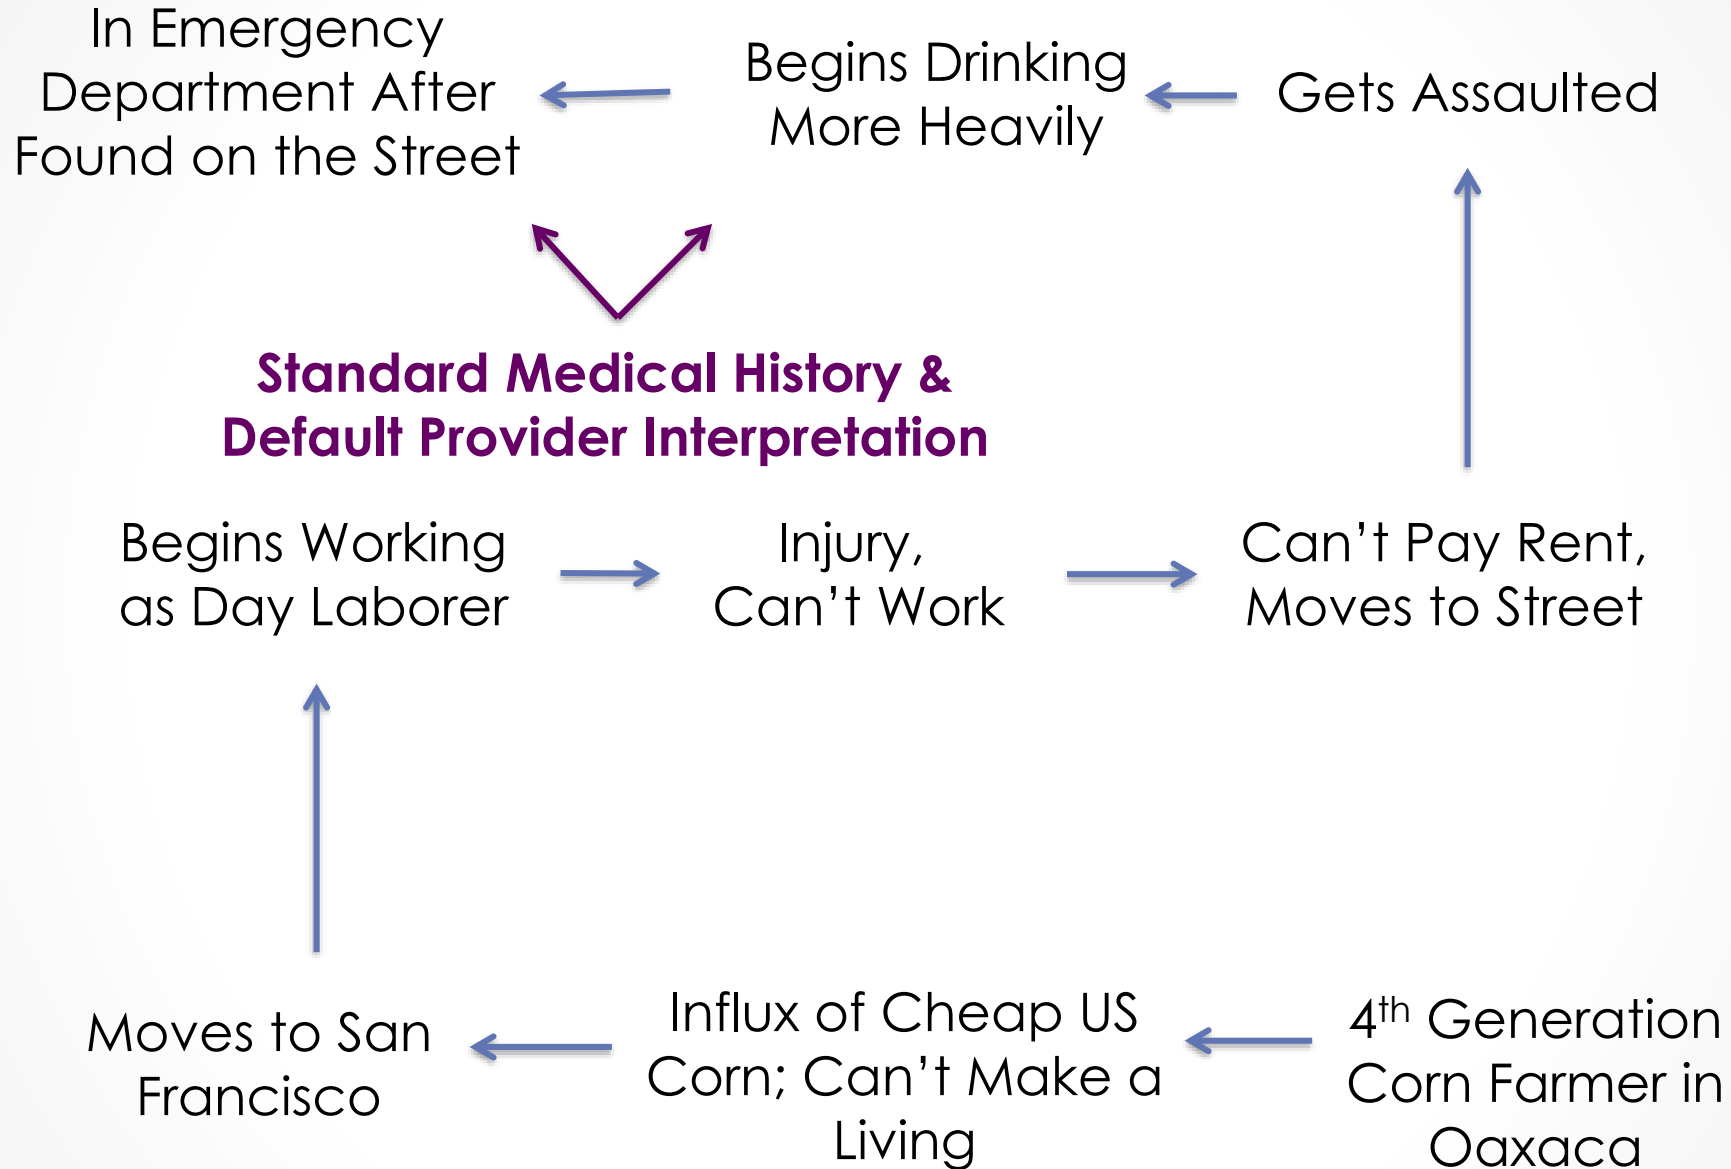 In Emergency
Department After
Found on the Street
Begins Drinking
More Heavily
Gets Assaulted
Standard Medical History &
Default Provider Interpretation
Begins Working
as Day Laborer
Injury,
Can’t Work
Can’t Pay Rent,
Moves to Street
Moves to San
Francisco
Influx of Cheap US
Corn; Can’t Make a
Living
4th Generation
Corn Farmer in
Oaxaca